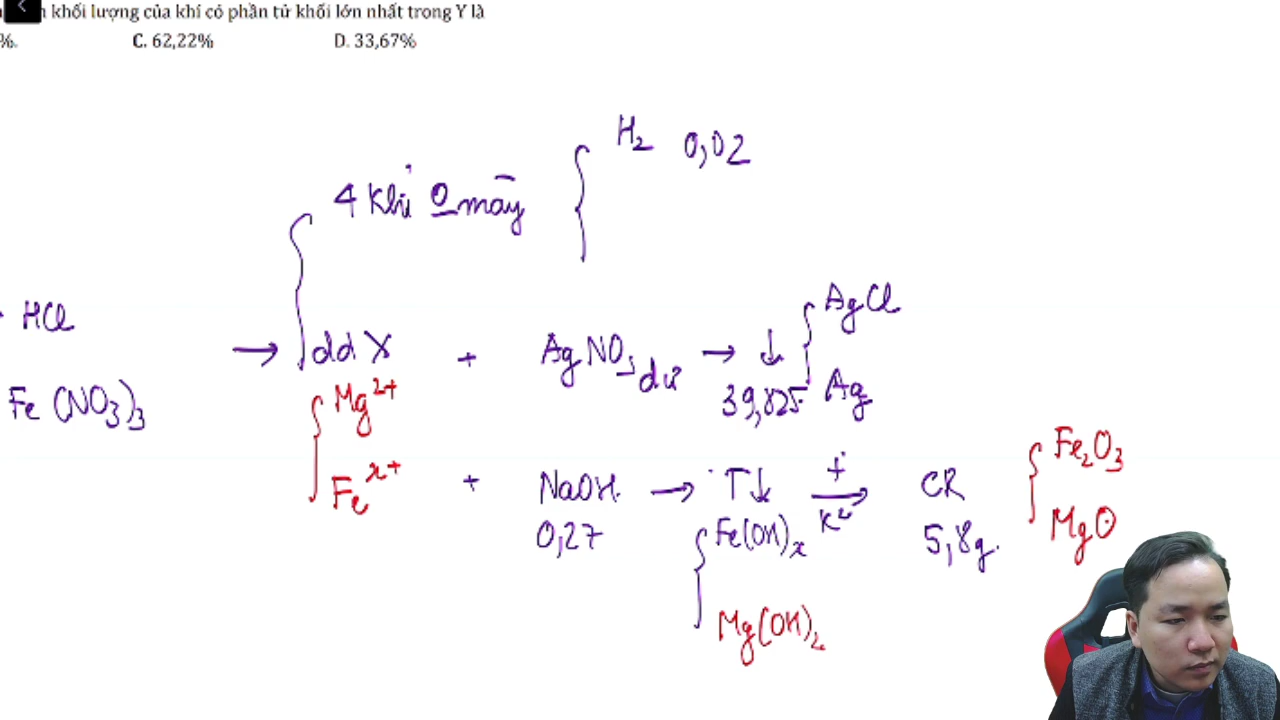 khối lượng của khí có phần tử khối lớn nhất trong Y là
%. C. 62,22% D. 33,67%
H₂ 0,02
4 khí 0 màu
HCl
AgCl
→ dd X + AgNO₃ dư → ↓
39,825 Ag
Fe (NO₃)₃
Mg²⁺
Feˣ⁺ + NaOH → T↓ → CR
0,27
5,8g.
Fe₂O₃
MgO
Fe(OH)ₓ
Mg(OH)₂